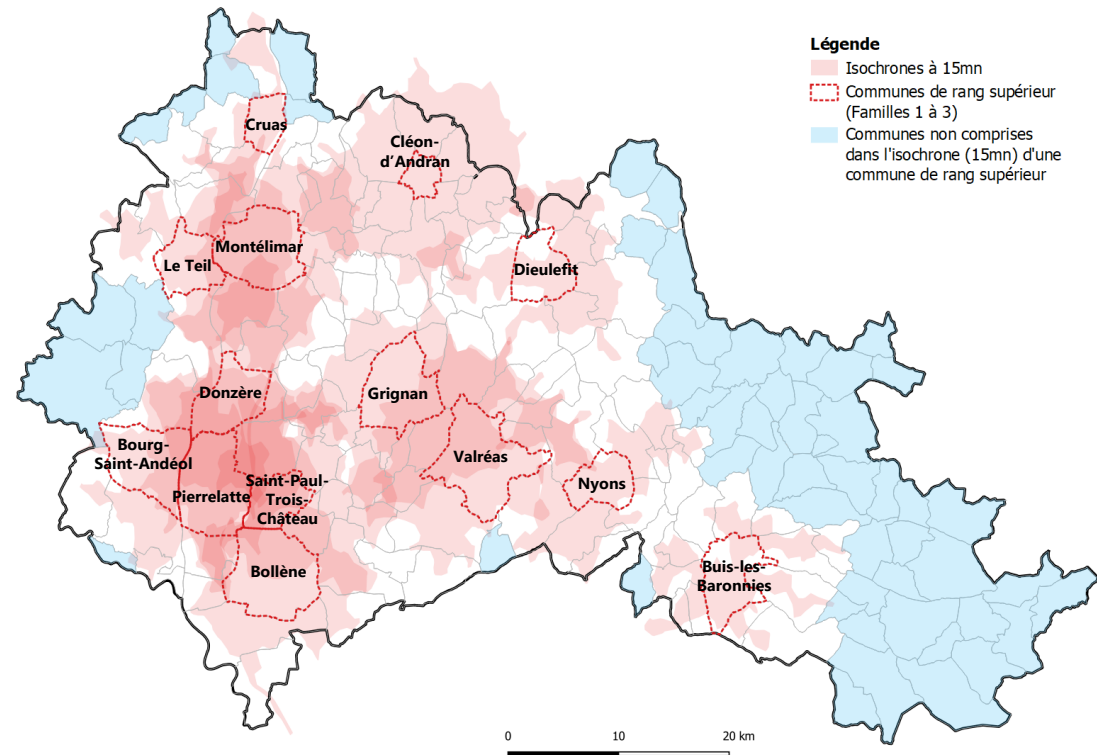 Légende
Isochrones à 15mn
Communes de rang supérieur
(Familles 1 à 3)
Communes non comprises
dans l'isochrone (15mn) d'une
commune de rang supérieur
Cruas
Cléon-
d'Andran
Montélimar
Le Teil
Dieulefit
Donzère
Grignan
Bourg-
Saint-Andéol
Valréas
Pierrelatte
Saint-Paul-
Trois-
Château
Nyons
Bollène
Buis-les-
Baronnies
0 10 20 km